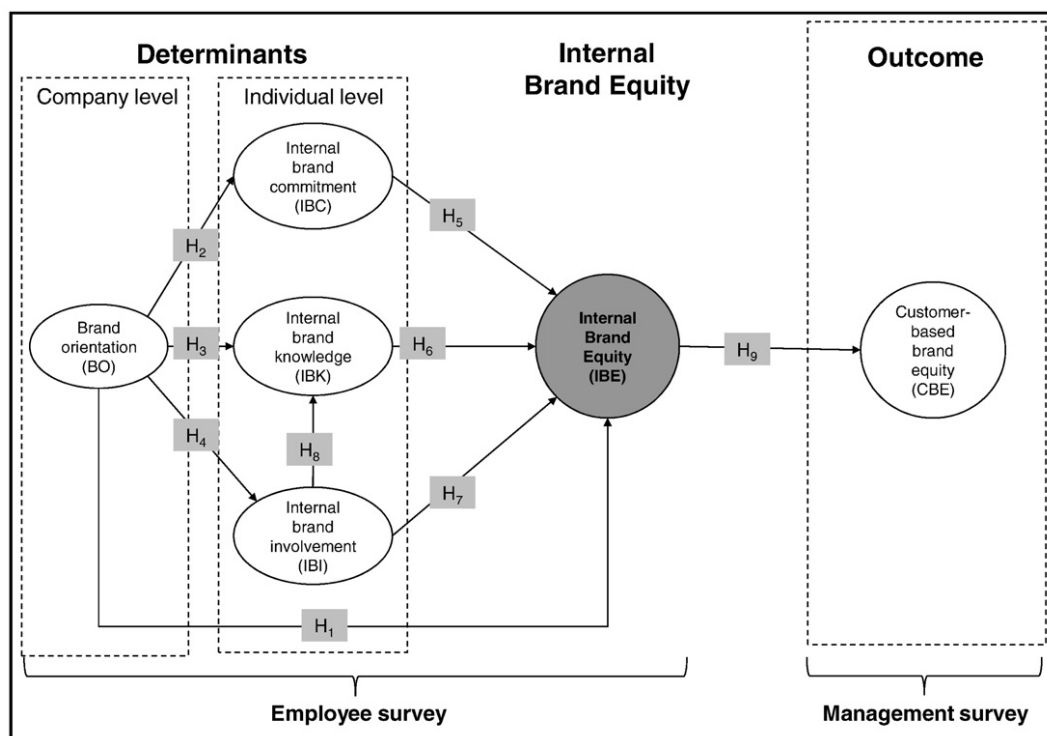 Determinants
Internal
Brand Equity
Outcome
Company level
Individual level
Internal
brand
commitment
(IBC)
H₂
H₅
Brand
orientation
(BO)
H₃
Internal
brand
knowledge
(IBK)
H₆
Internal
Brand
Equity
(IBE)
H₉
Customer-
based brand
equity
(CBE)
H₄
H₈
H₇
Internal
brand
involvement
(IBI)
H₁
Employee survey
Management survey